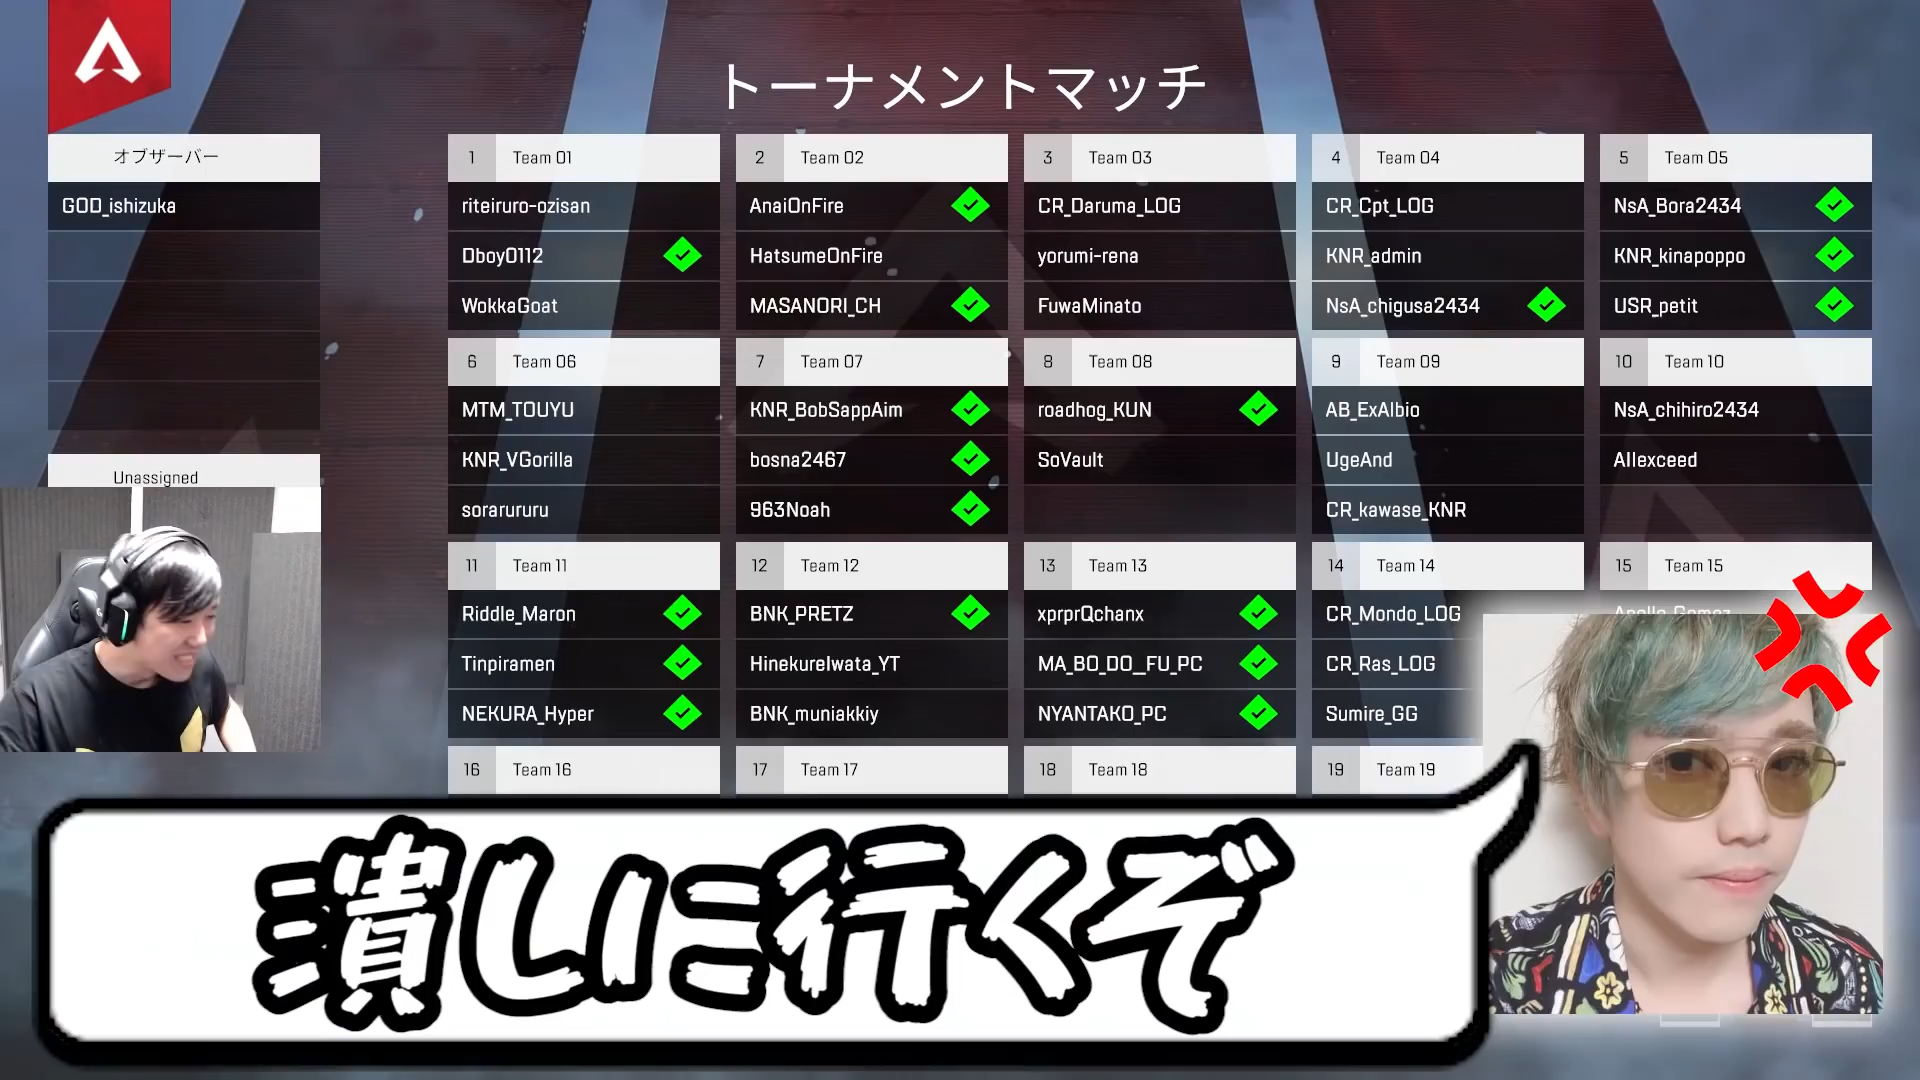 トーナメントマッチ
オブザーバー
GOD_ishizuka
Unassigned
1 Team 01
riteiruro-ozisan
Dboy0112
WokkaGoat
2 Team 02
AnaiOnFire
HatsumeOnFire
MASANORI_CH
3 Team 03
CR_Daruma_LOG
yorumi-rena
FuwaMinato
4 Team 04
CR_Cpt_LOG
KNR_admin
NsA_chigusa2434
5 Team 05
NsA_Bora2434
KNR_kinapoppo
USR_petit
6 Team 06
MTM_TOUYU
KNR_VGorilla
sorarururu
7 Team 07
KNR_BobSappAim
bosna2467
963Noah
8 Team 08
roadhog_KUN
SoVault
9 Team 09
AB_ExAlbio
UgeAnd
CR_kawase_KNR
10 Team 10
NsA_chihiro2434
Allexceed
11 Team 11
Riddle_Maron
Tinpiramen
NEKURA_Hyper
12 Team 12
BNK_PRETZ
HinekureIwata_YT
BNK_muniakkiy
13 Team 13
xprprQchanx
MA_BO_DO__FU_PC
NYANTAKO_PC
14 Team 14
CR_Mondo_LOG
CR_Ras_LOG
Sumire_GG
15 Team 15
16 Team 16
17 Team 17
18 Team 18
19 Team 19
潰しに行くぞ